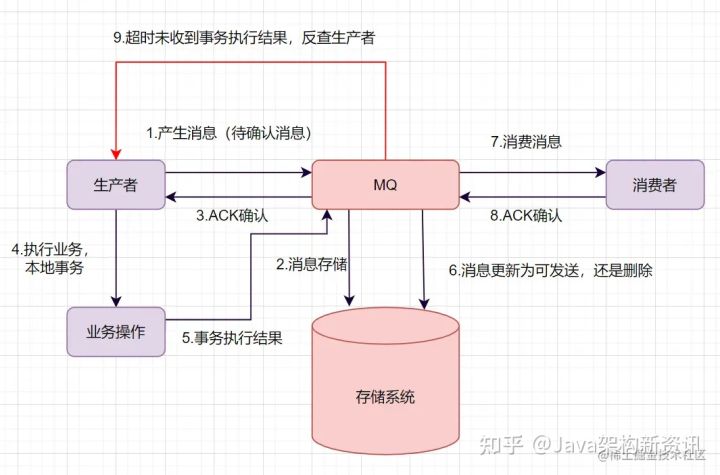 9.超时未收到事务执行结果，反查生产者
1.产生消息（待确认消息）
7.消费消息
生产者
MQ
消费者
3.ACK确认
8.ACK确认
4.执行业务，
本地事务
2.消息存储
6.消息更新为可发送，还是删除
业务操作
5.事务执行结果
存储系统
知乎 @Java架构新资讯
@稀土掘金技术社区